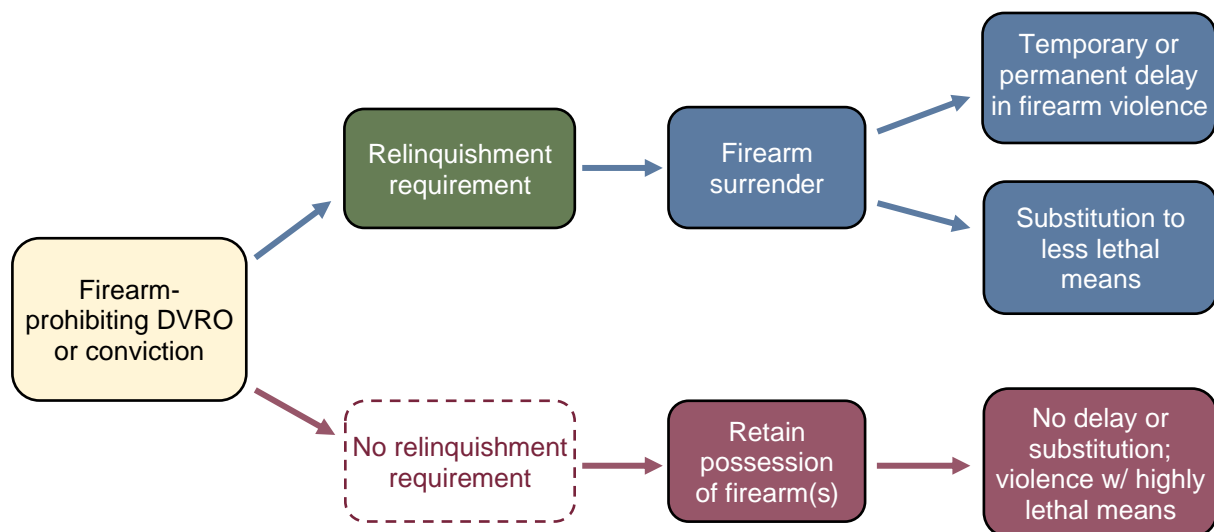 Firearm-
prohibiting DVRO
or conviction
Relinquishment
requirement
Firearm
surrender
Temporary or
permanent delay
in firearm violence
Substitution to
less lethal
means
No relinquishment
requirement
Retain
possession
of firearm(s)
No delay or
substitution;
violence w/ highly
lethal means